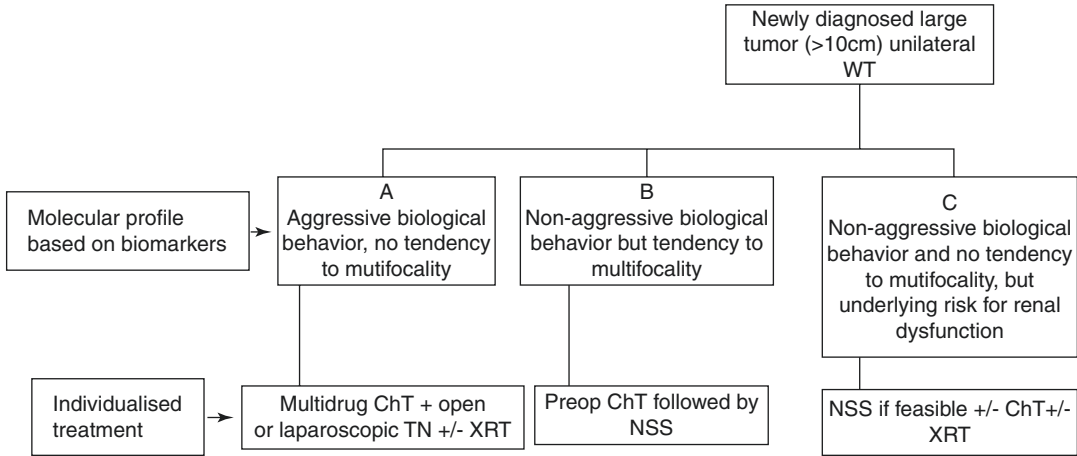 Newly diagnosed large
tumor (>10cm) unilateral
WT
Molecular profile
based on biomarkers
A
Aggressive biological
behavior, no tendency
to mutifocality
B
Non-aggressive biological
behavior but tendency to
multifocality
C
Non-aggressive biological
behavior and no tendency
to mutifocality, but
underlying risk for renal
dysfunction
Individualised
treatment
Multidrug ChT + open
or laparoscopic TN +/- XRT
Preop ChT followed by
NSS
NSS if feasible +/- ChT+/-
XRT